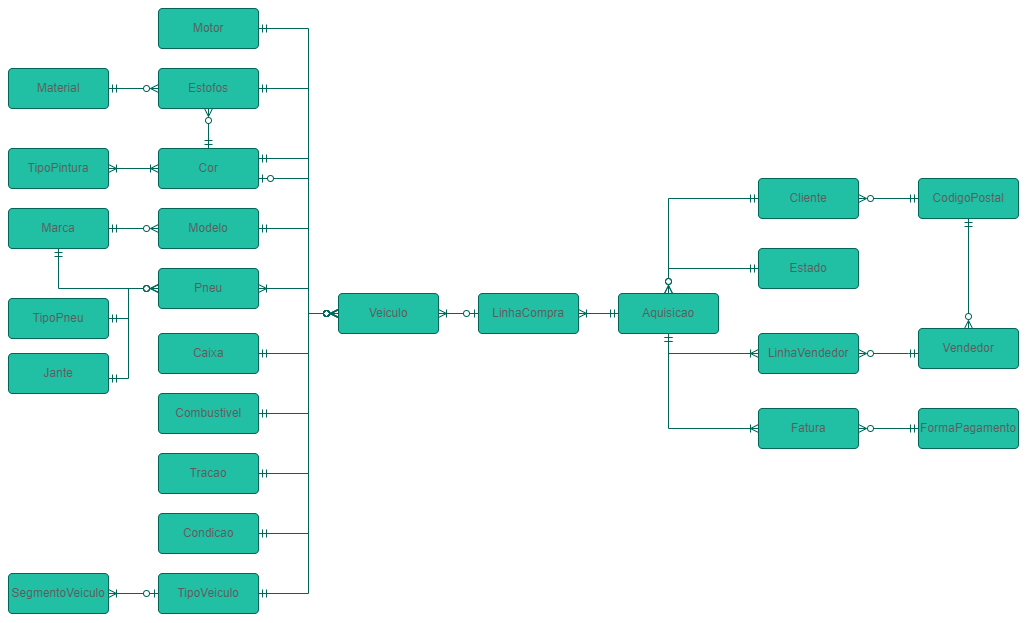 Motor
Material
Estofos
TipoPintura
Cor
Marca
Modelo
Pneu
TipoPneu
Jante
Caixa
Combustivel
Tracao
Condicao
SegmentoVeiculo
TipoVeiculo
Veiculo
LinhaCompra
Aquisicao
Cliente
CodigoPostal
Estado
LinhaVendedor
Vendedor
Fatura
FormaPagamento